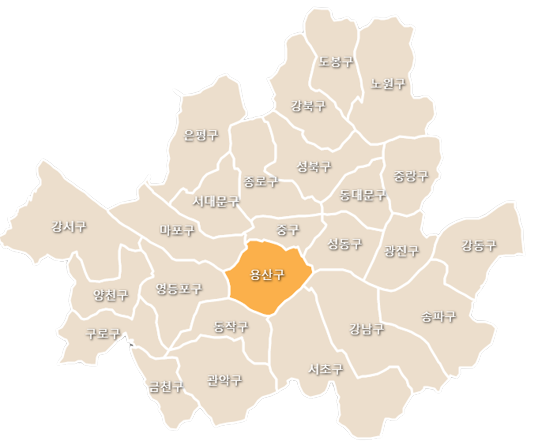 도봉구
노원구
강북구
은평구
성북구
중랑구
종로구
동대문구
서대문구
강서구
마포구
중구
성동구
광진구
강동구
용산구
양천구
영등포구
송파구
동작구
강남구
구로구
서초구
관악구
금천구